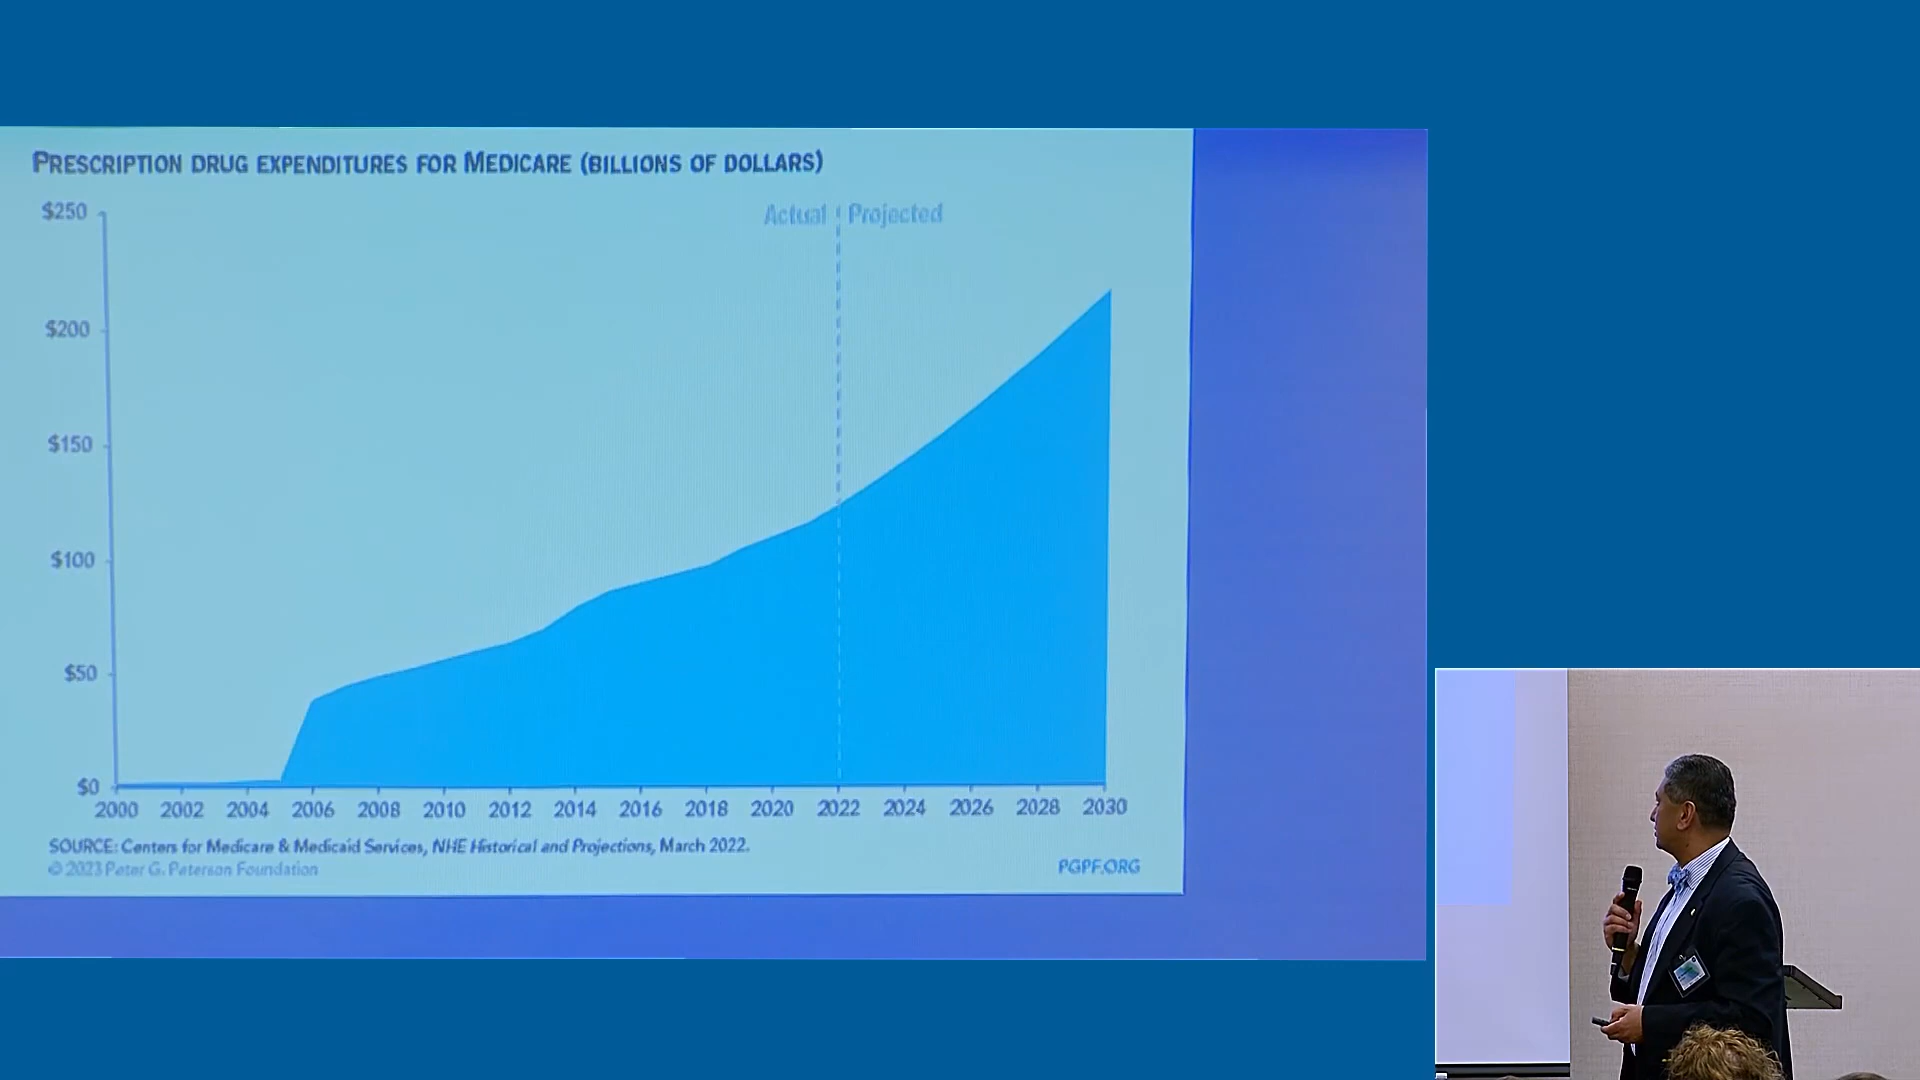 PRESCRIPTION DRUG EXPENDITURES FOR MEDICARE (BILLIONS OF DOLLARS)
$250
Actual Projected
$200
$150
$100
$50
$0
2000 2002 2004 2006 2008 2010 2012 2014 2016 2018 2020 2022 2024 2026 2028 2030
SOURCE: Centers for Medicare & Medicaid Services, NHE Historical and Projections, March 2022.
© 2023 Peter G. Peterson Foundation
PGPF.ORG